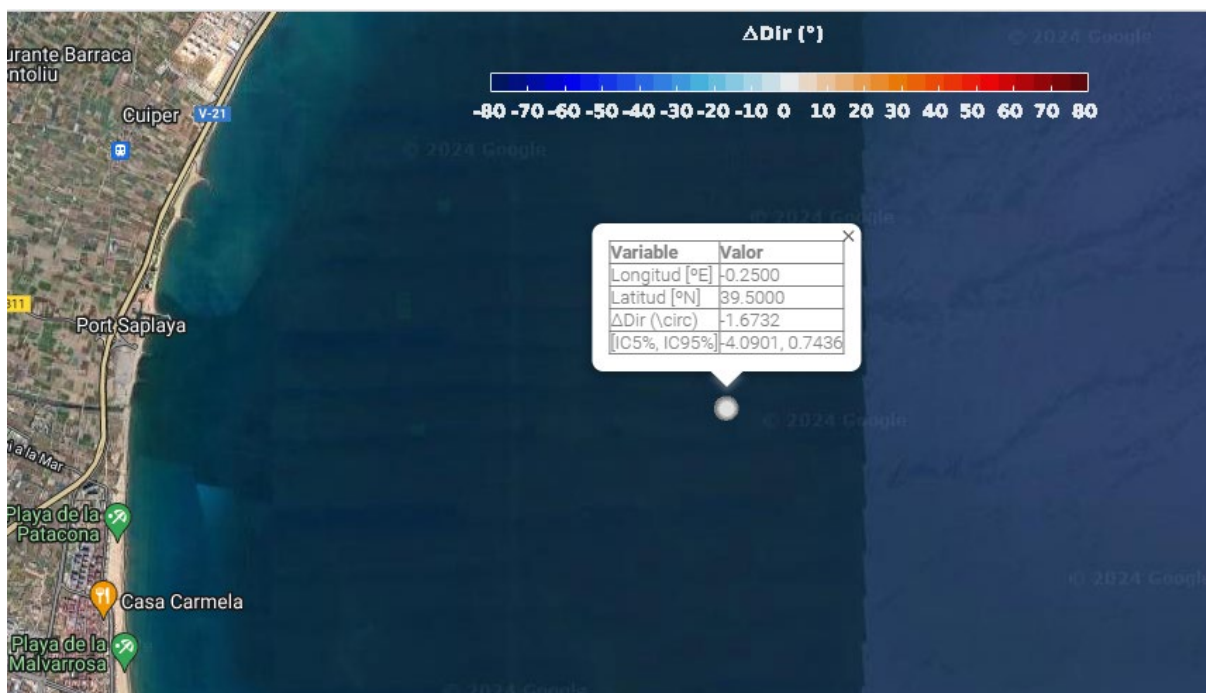 ΔDir (°)
© 2024 Google
-80 -70 -60 -50 -40 -30 -20 -10 0 10 20 30 40 50 60 70 80
urante Barraca
ntoliu
Cuiper V-21
© 2024 Google
© 2024 Google
×
Variable Valor
Longitud [ºE] -0.2500
Latitud [ºN] 39.5000
ΔDir (\circ) -1.6732
[IC5%, IC95%] -4.0901, 0.7436
311
Port Saplaya
© 2024 Google
i a la Mar
Playa de la
Patacona
© 2024 Google
Casa Carmela
Playa de la
Malvarrosa
© 2024 Google